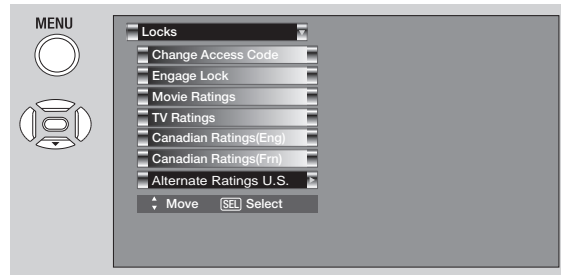 MENU
Locks
Change Access Code
Engage Lock
Movie Ratings
TV Ratings
Canadian Ratings(Eng)
Canadian Ratings(Frn)
Alternate Ratings U.S.
Move SEL Select